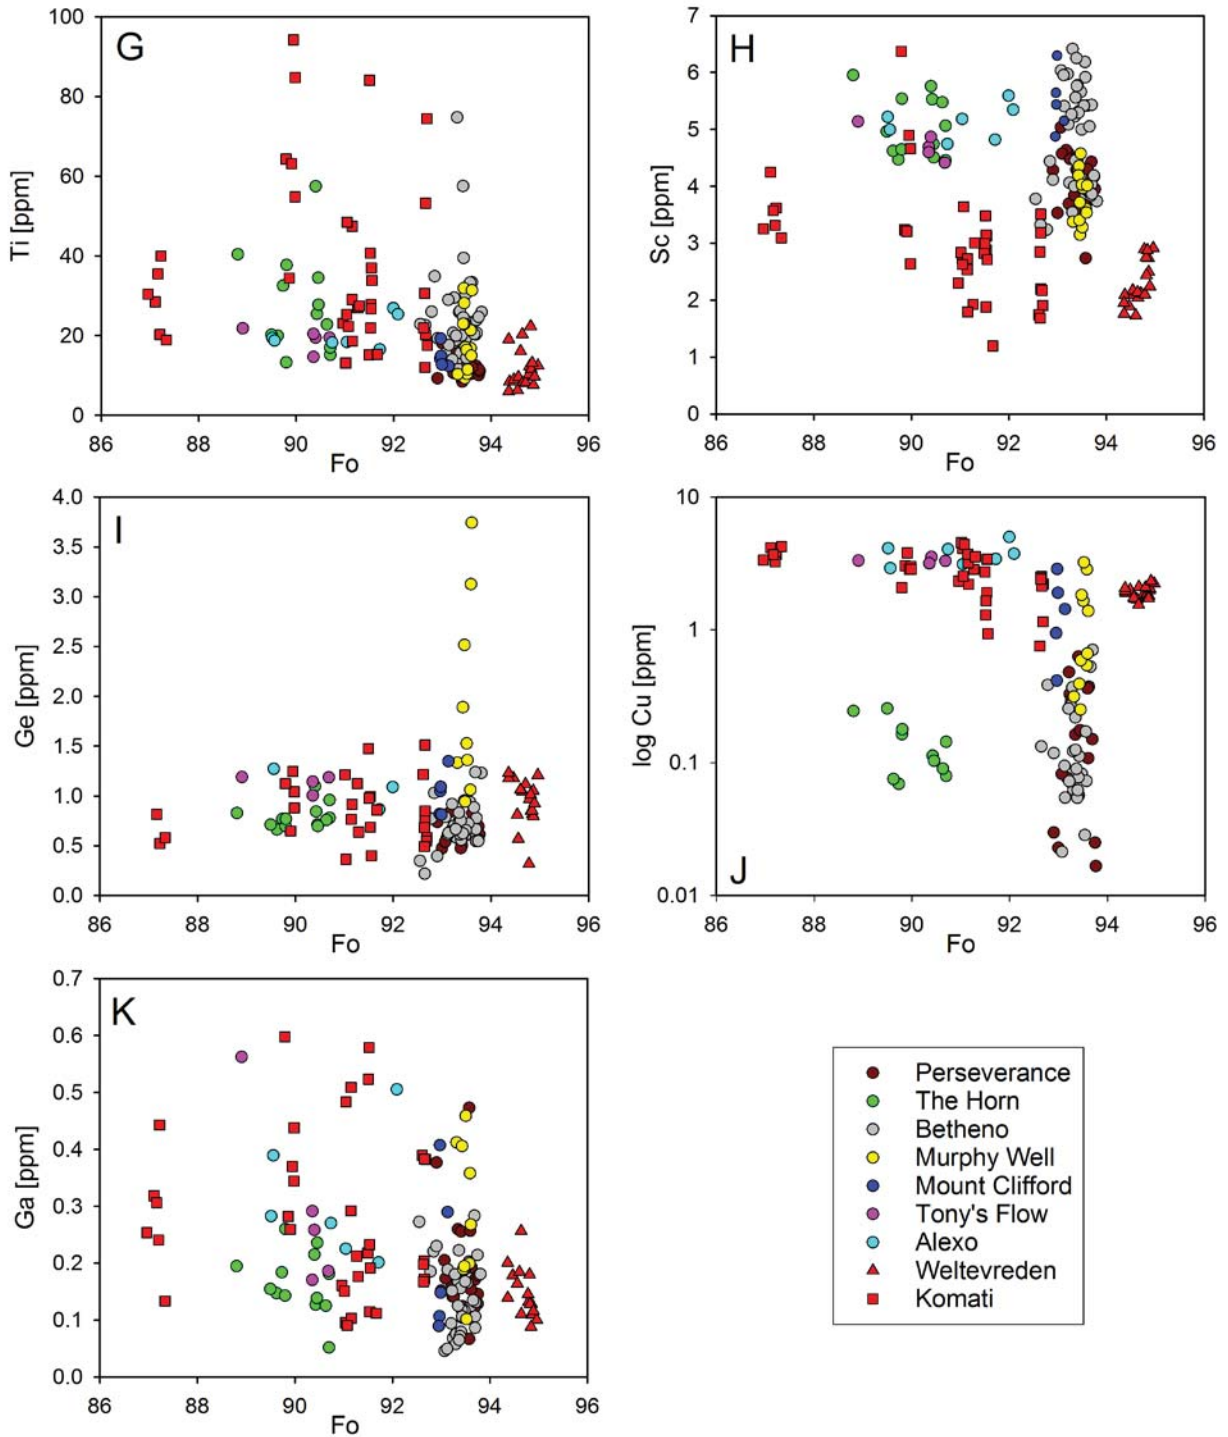 G
Ti [ppm]
100
80
60
40
20
0
86 88 90 92 94 96
Fo
H
Sc [ppm]
7
6
5
4
3
2
1
0
86 88 90 92 94 96
Fo
I
Ge [ppm]
4.0
3.5
3.0
2.5
2.0
1.5
1.0
0.5
0.0
86 88 90 92 94 96
Fo
J
log Cu [ppm]
10
1
0.1
0.01
86 88 90 92 94 96
Fo
K
Ga [ppm]
0.7
0.6
0.5
0.4
0.3
0.2
0.1
0.0
86 88 90 92 94 96
Fo
Perseverance
The Horn
Betheno
Murphy Well
Mount Clifford
Tony's Flow
Alexo
Weltevreden
Komati